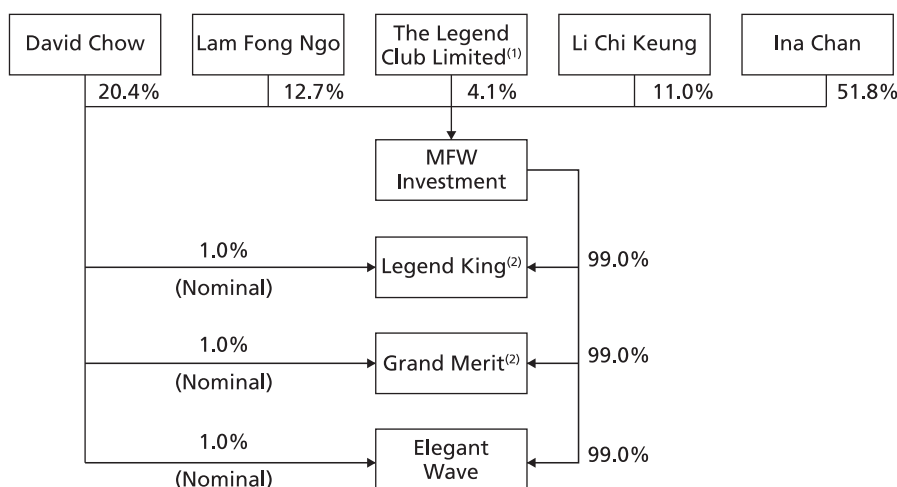 David Chow
Lam Fong Ngo
The Legend
Club Limited(1)
Li Chi Keung
Ina Chan
20.4%
12.7%
4.1%
11.0%
51.8%
MFW
Investment
1.0%
(Nominal)
Legend King(2)
99.0%
1.0%
(Nominal)
Grand Merit(2)
99.0%
1.0%
(Nominal)
Elegant
Wave
99.0%